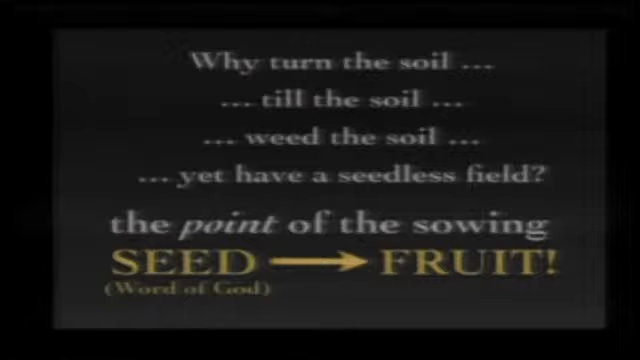 Why turn the soil ...
... till the soil ...
... weed the soil ...
... yet have a seedless field?
the point of the sowing
SEED → FRUIT!
(Word of God)